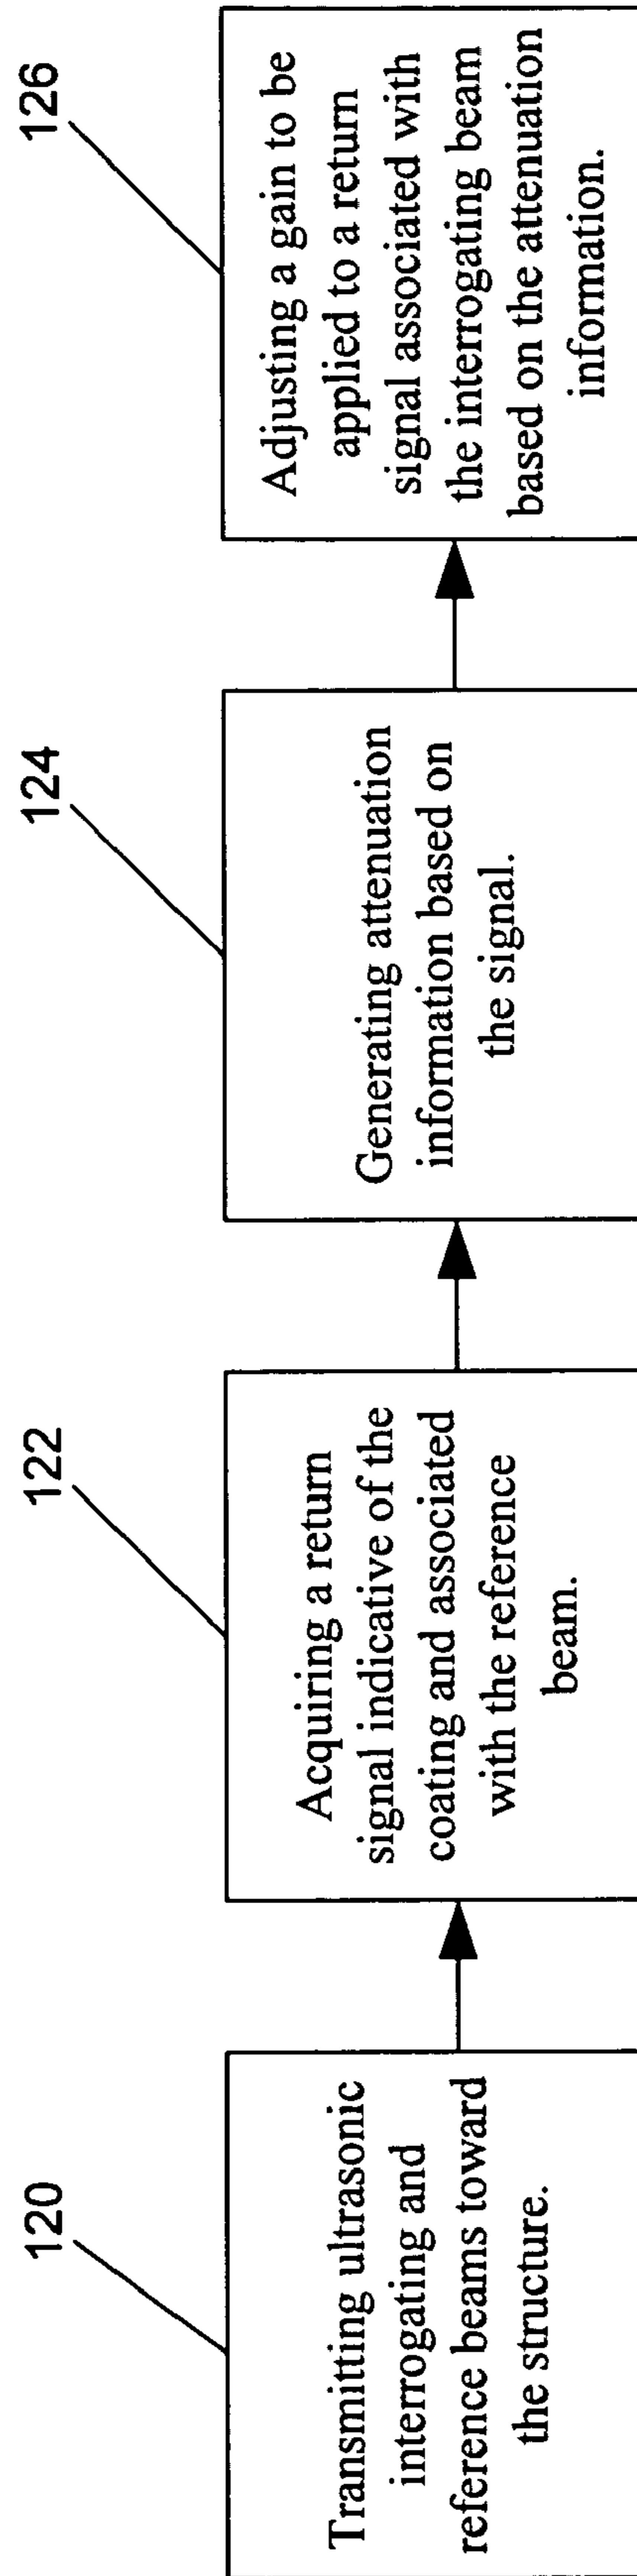 120
Transmitting ultrasonic
interrogating and
reference beams toward
the structure.
122
Acquiring a return
signal indicative of the
coating and associated
with the reference
beam.
124
Generating attenuation
information based on
the signal.
126
Adjusting a gain to be
applied to a return
signal associated with
the interrogating beam
based on the attenuation
information.